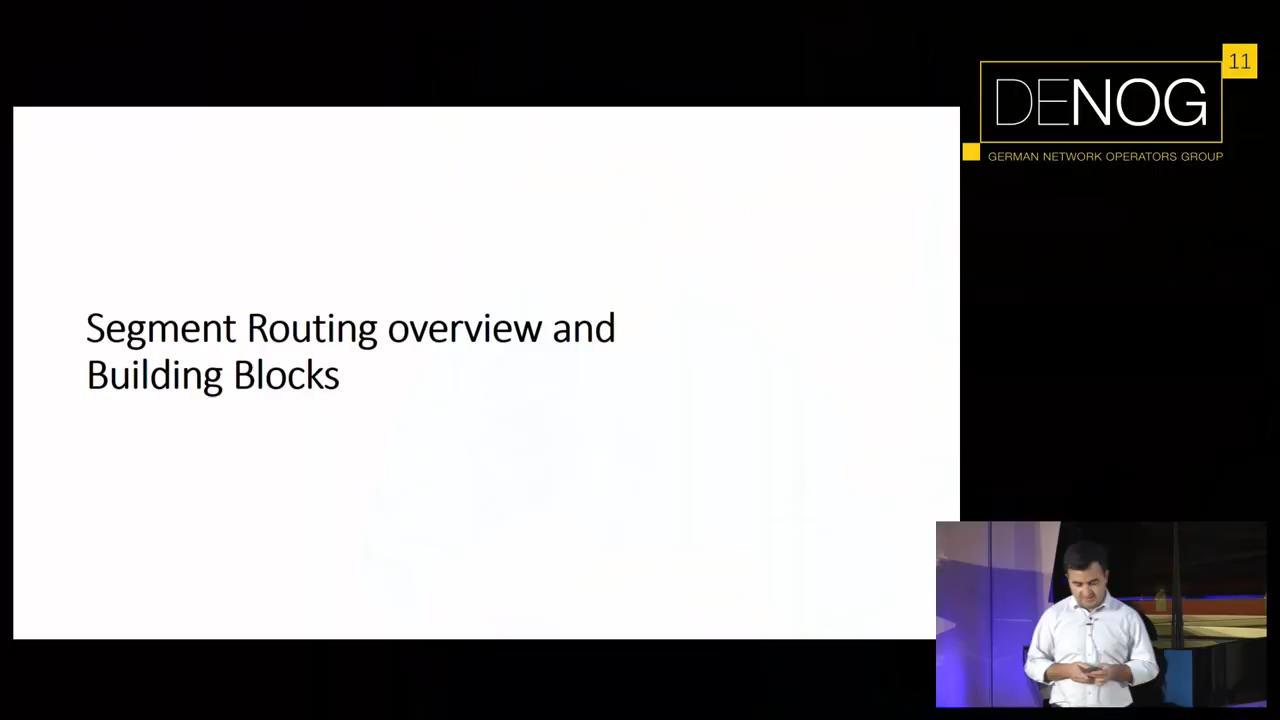 11
DENOG
GERMAN NETWORK OPERATORS GROUP
Segment Routing overview and
Building Blocks